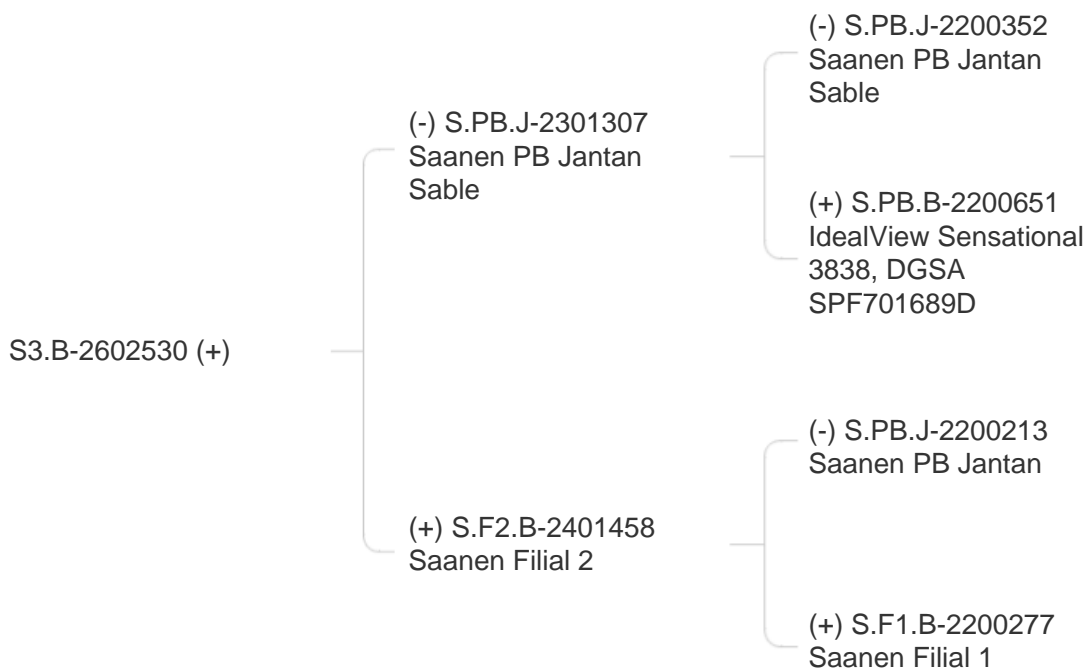 (-) S.PB.J-2200352
Saanen PB Jantan
Sable
(-) S.PB.J-2301307
Saanen PB Jantan
Sable
(+) S.PB.B-2200651
IdealView Sensational
3838, DGSA
SPF701689D
S3.B-2602530 (+)
(-) S.PB.J-2200213
Saanen PB Jantan
(+) S.F2.B-2401458
Saanen Filial 2
(+) S.F1.B-2200277
Saanen Filial 1